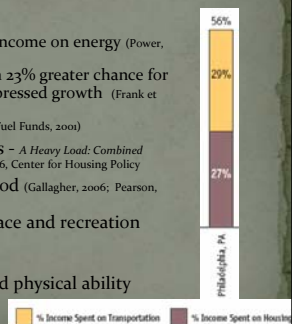 ncome on energy (Power,
23% greater chance for
pressed growth (Frank et
Fuel Funds, 2001)
s - A Heavy Load: Combined
6, Center for Housing Policy
od (Gallagher, 2006; Pearson,
ace and recreation
d physical ability
56%
29%
27%
Philadelphia, PA
% Income Spent on Transportation
% Income Spent on Housing